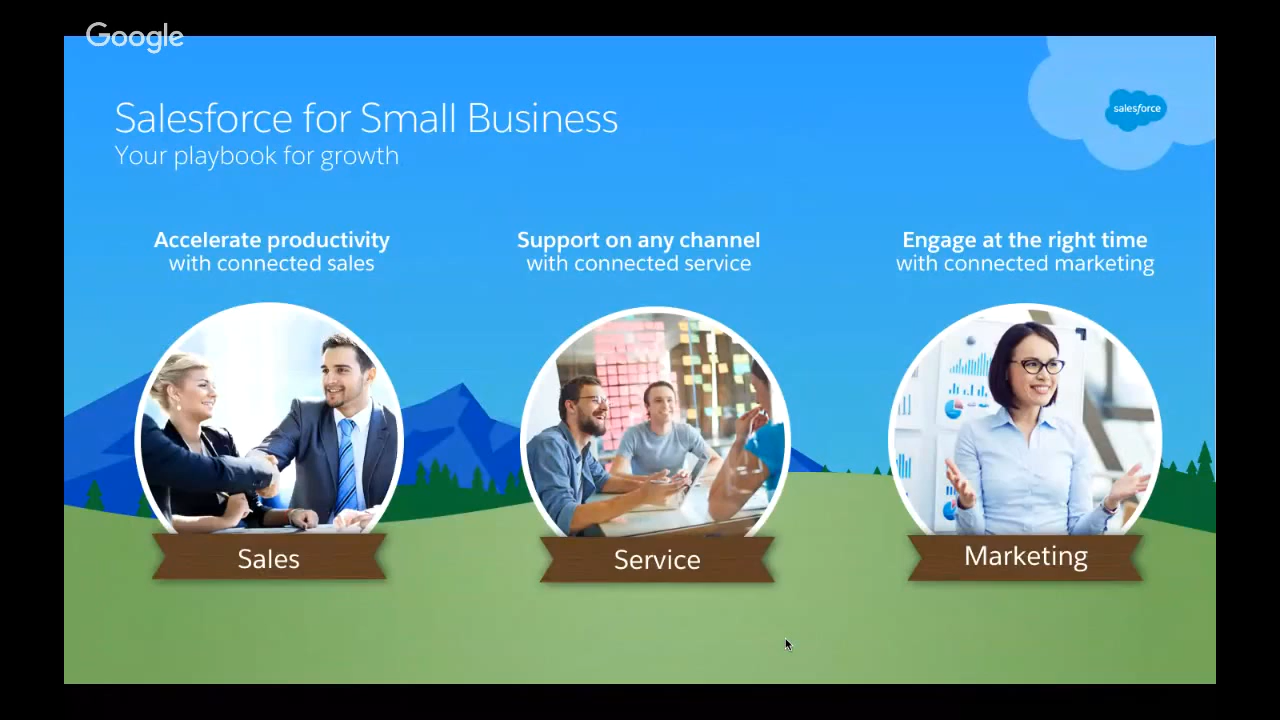 Google
Salesforce for Small Business
Your playbook for growth
salesforce
Accelerate productivity
with connected sales
Support on any channel
with connected service
Engage at the right time
with connected marketing
Sales
Service
Marketing